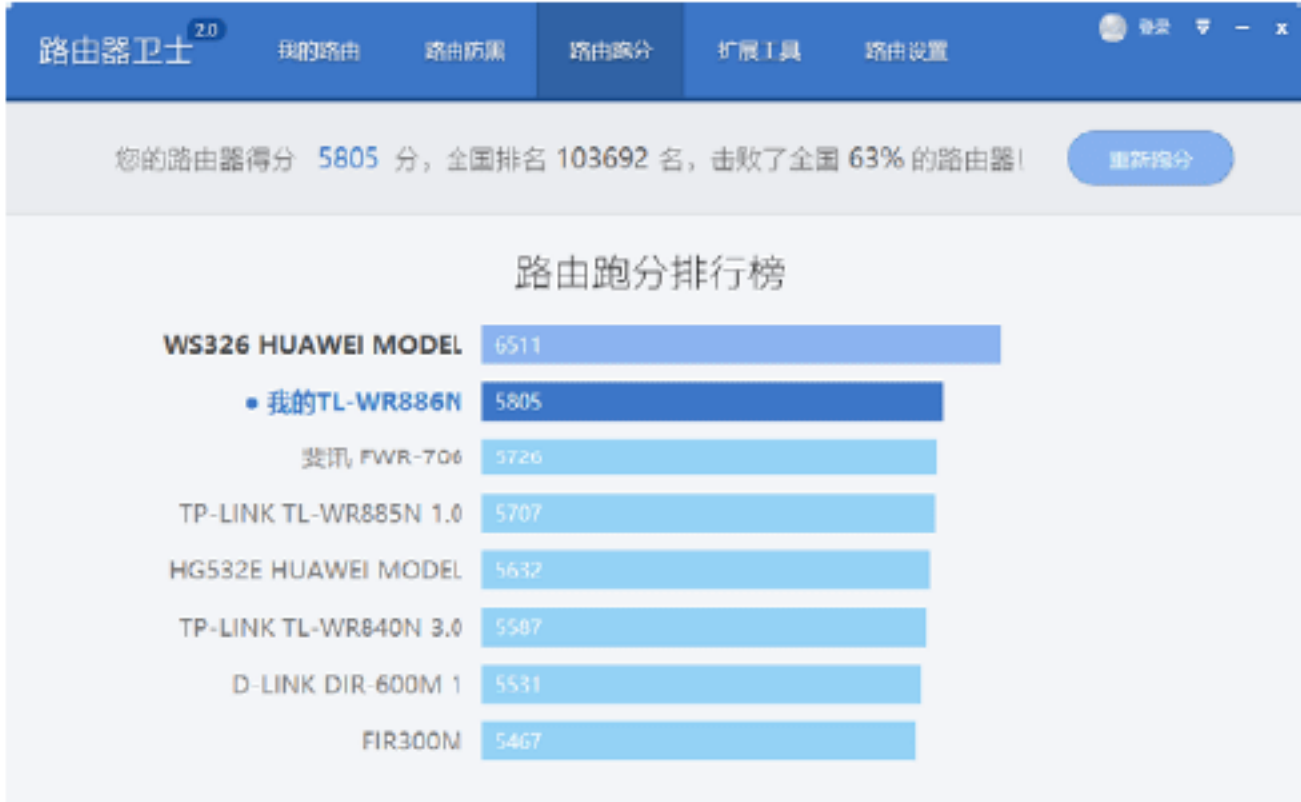 路由器卫士 2.0 我的路由 路由防黑 路由跑分 扩展工具 路由设置 登录
您的路由器得分 5805 分，全国排名 103692 名，击败了全国 63% 的路由器! 重新跑分
路由跑分排行榜
WS326 HUAWEI MODEL 6511
• 我的TL-WR886N 5805
斐讯 FWR-706 5726
TP-LINK TL-WR885N 1.0 5707
HG532E HUAWEI MODEL 5632
TP-LINK TL-WR840N 3.0 5587
D-LINK DIR-600M 1 5531
FIR300M 5467